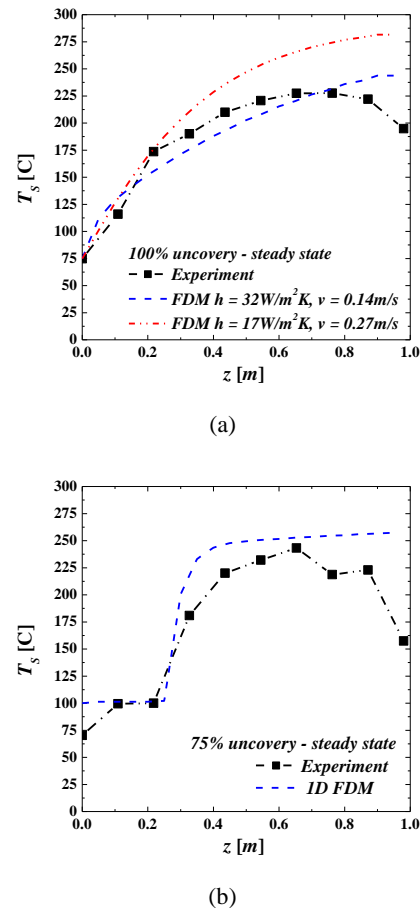 300
275
250
225
200
175
150
125
100
75
50
25
0
T_S [C]
100% uncovery - steady state
Experiment
FDM h = 32W/m²K, v = 0.14m/s
FDM h = 17W/m²K, v = 0.27m/s
0.0 0.2 0.4 0.6 0.8 1.0
z [m]
(a)
300
275
250
225
200
175
150
125
100
75
50
25
0
T_S [C]
75% uncovery - steady state
Experiment
1D FDM
0.0 0.2 0.4 0.6 0.8 1.0
z [m]
(b)